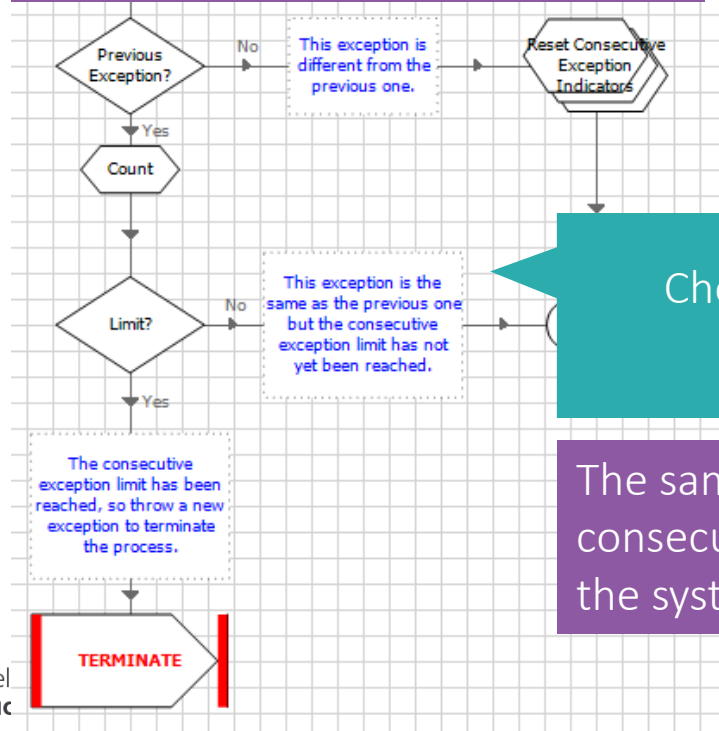 Previous
Exception?
No
This exception is
different from the
previous one.
Reset Consecutive
Exception
Indicators
Yes
Count
Limit?
No
This exception is the
same as the previous one
but the consecutive
exception limit has not
yet been reached.
Yes
The consecutive
exception limit has been
reached, so throw a new
exception to terminate
the process.
TERMINATE
The
the